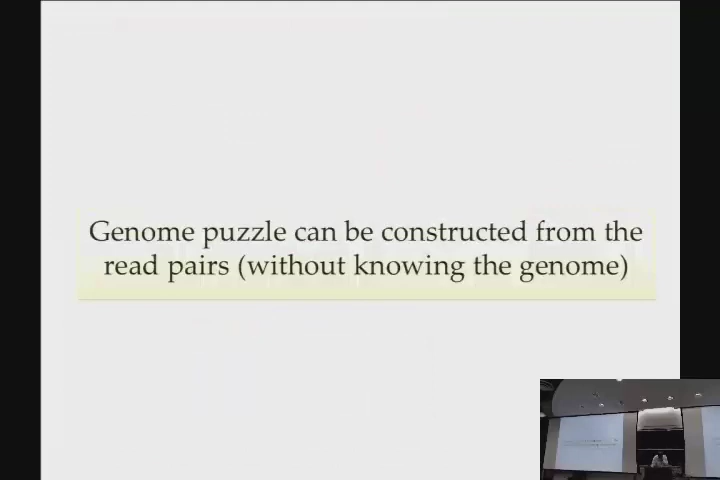 Genome puzzle can be constructed from the
read pairs (without knowing the genome)